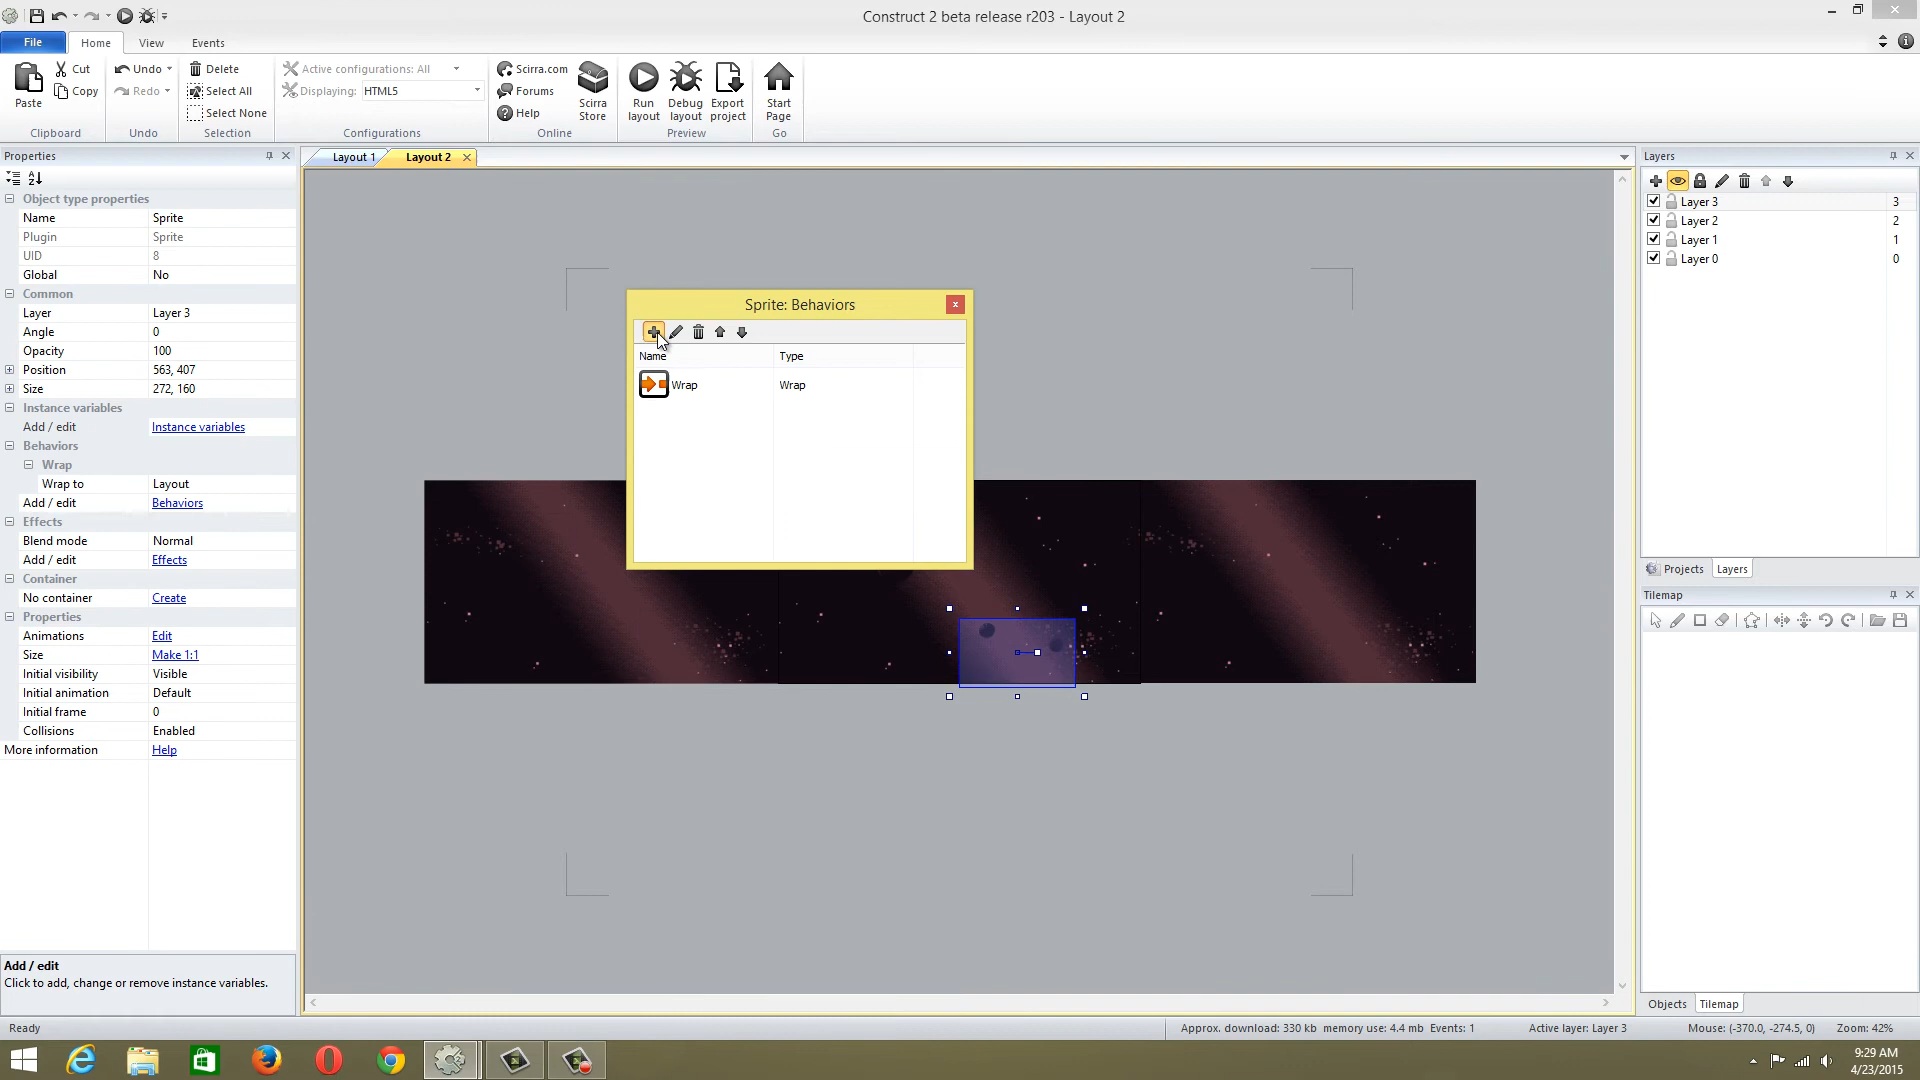 Construct 2 beta release r203 - Layout 2
File
Home
View
Events
Paste
Cut
Copy
Clipboard
Undo
Redo
Undo
Delete
Select All
Select None
Selection
Active configurations: All
Displaying: HTML5
Configurations
Scirra.com
Forums
Help
Scirra Store
Online
Run layout
Debug layout
Export project
Preview
Start Page
Go
Properties
Object type properties
Name Sprite
Plugin Sprite
UID 8
Global No
Common
Layer Layer 3
Angle 0
Opacity 100
Position 563, 407
Size 272, 160
Instance variables
Add / edit Instance variables
Behaviors
Wrap
Wrap to Layout
Add / edit Behaviors
Effects
Blend mode Normal
Add / edit Effects
Container
No container Create
Properties
Animations Edit
Size Make 1:1
Initial visibility Visible
Initial animation Default
Initial frame 0
Collisions Enabled
More information Help
Add / edit
Click to add, change or remove instance variables.
Layout 1
Layout 2
Sprite: Behaviors
Name Type
Wrap Wrap
Layers
Layer 3 3
Layer 2 2
Layer 1 1
Layer 0 0
Projects
Layers
Tilemap
Objects
Tilemap
Ready
Approx. download: 330 kb memory use: 4.4 mb Events: 1
Active layer: Layer 3
Mouse: (-370.0, -274.5, 0)
Zoom: 42%
9:29 AM
4/23/2015